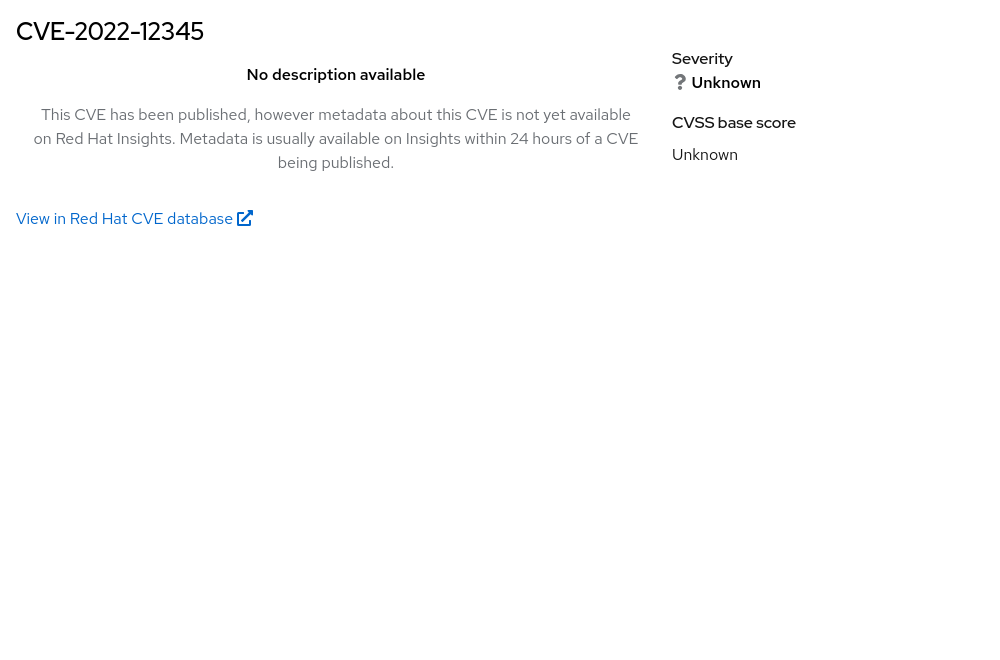 CVE-2022-12345
No description available
This CVE has been published, however metadata about this CVE is not yet available
on Red Hat Insights. Metadata is usually available on Insights within 24 hours of a CVE
being published.
View in Red Hat CVE database
Severity
Unknown
CVSS base score
Unknown